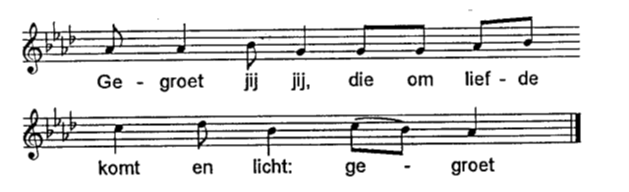 Ge - groet jij jij, die om lief - de
komt en licht: ge - groet